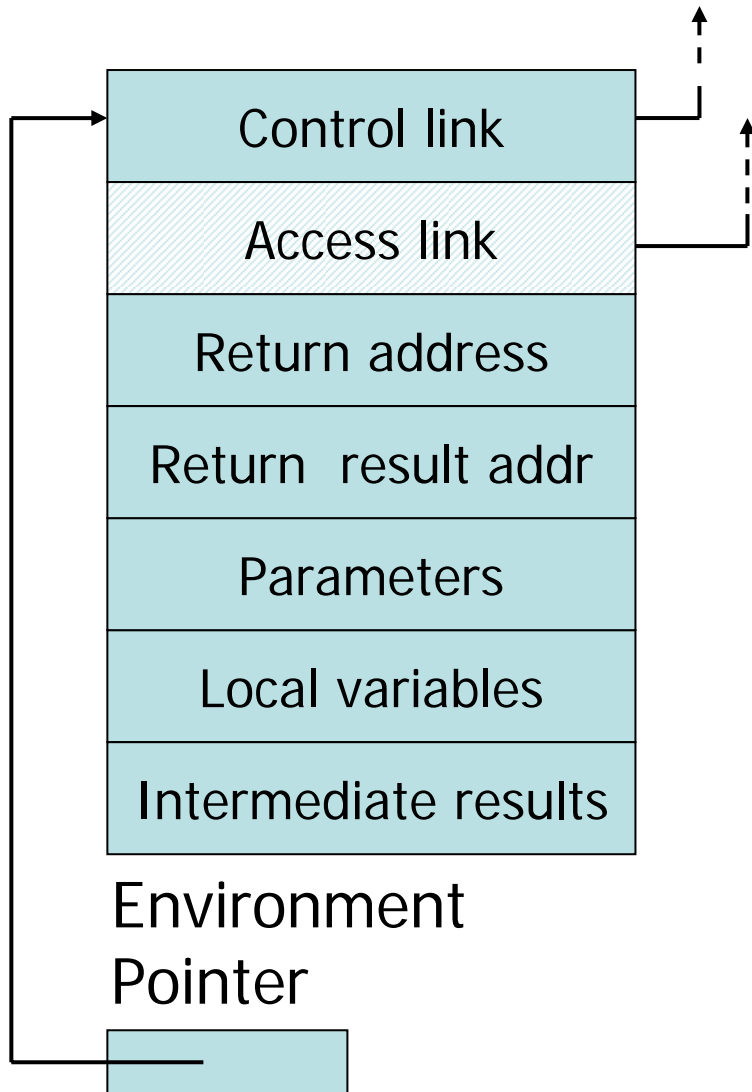 Control link
Access link
Return address
Return result addr
Parameters
Local variables
Intermediate results
Environment
Pointer